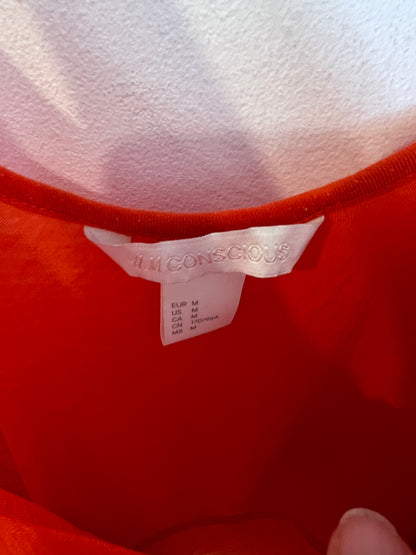 H&M CONSCIOUS
EUR M
US M
CA M
CN 170/96A
MX M